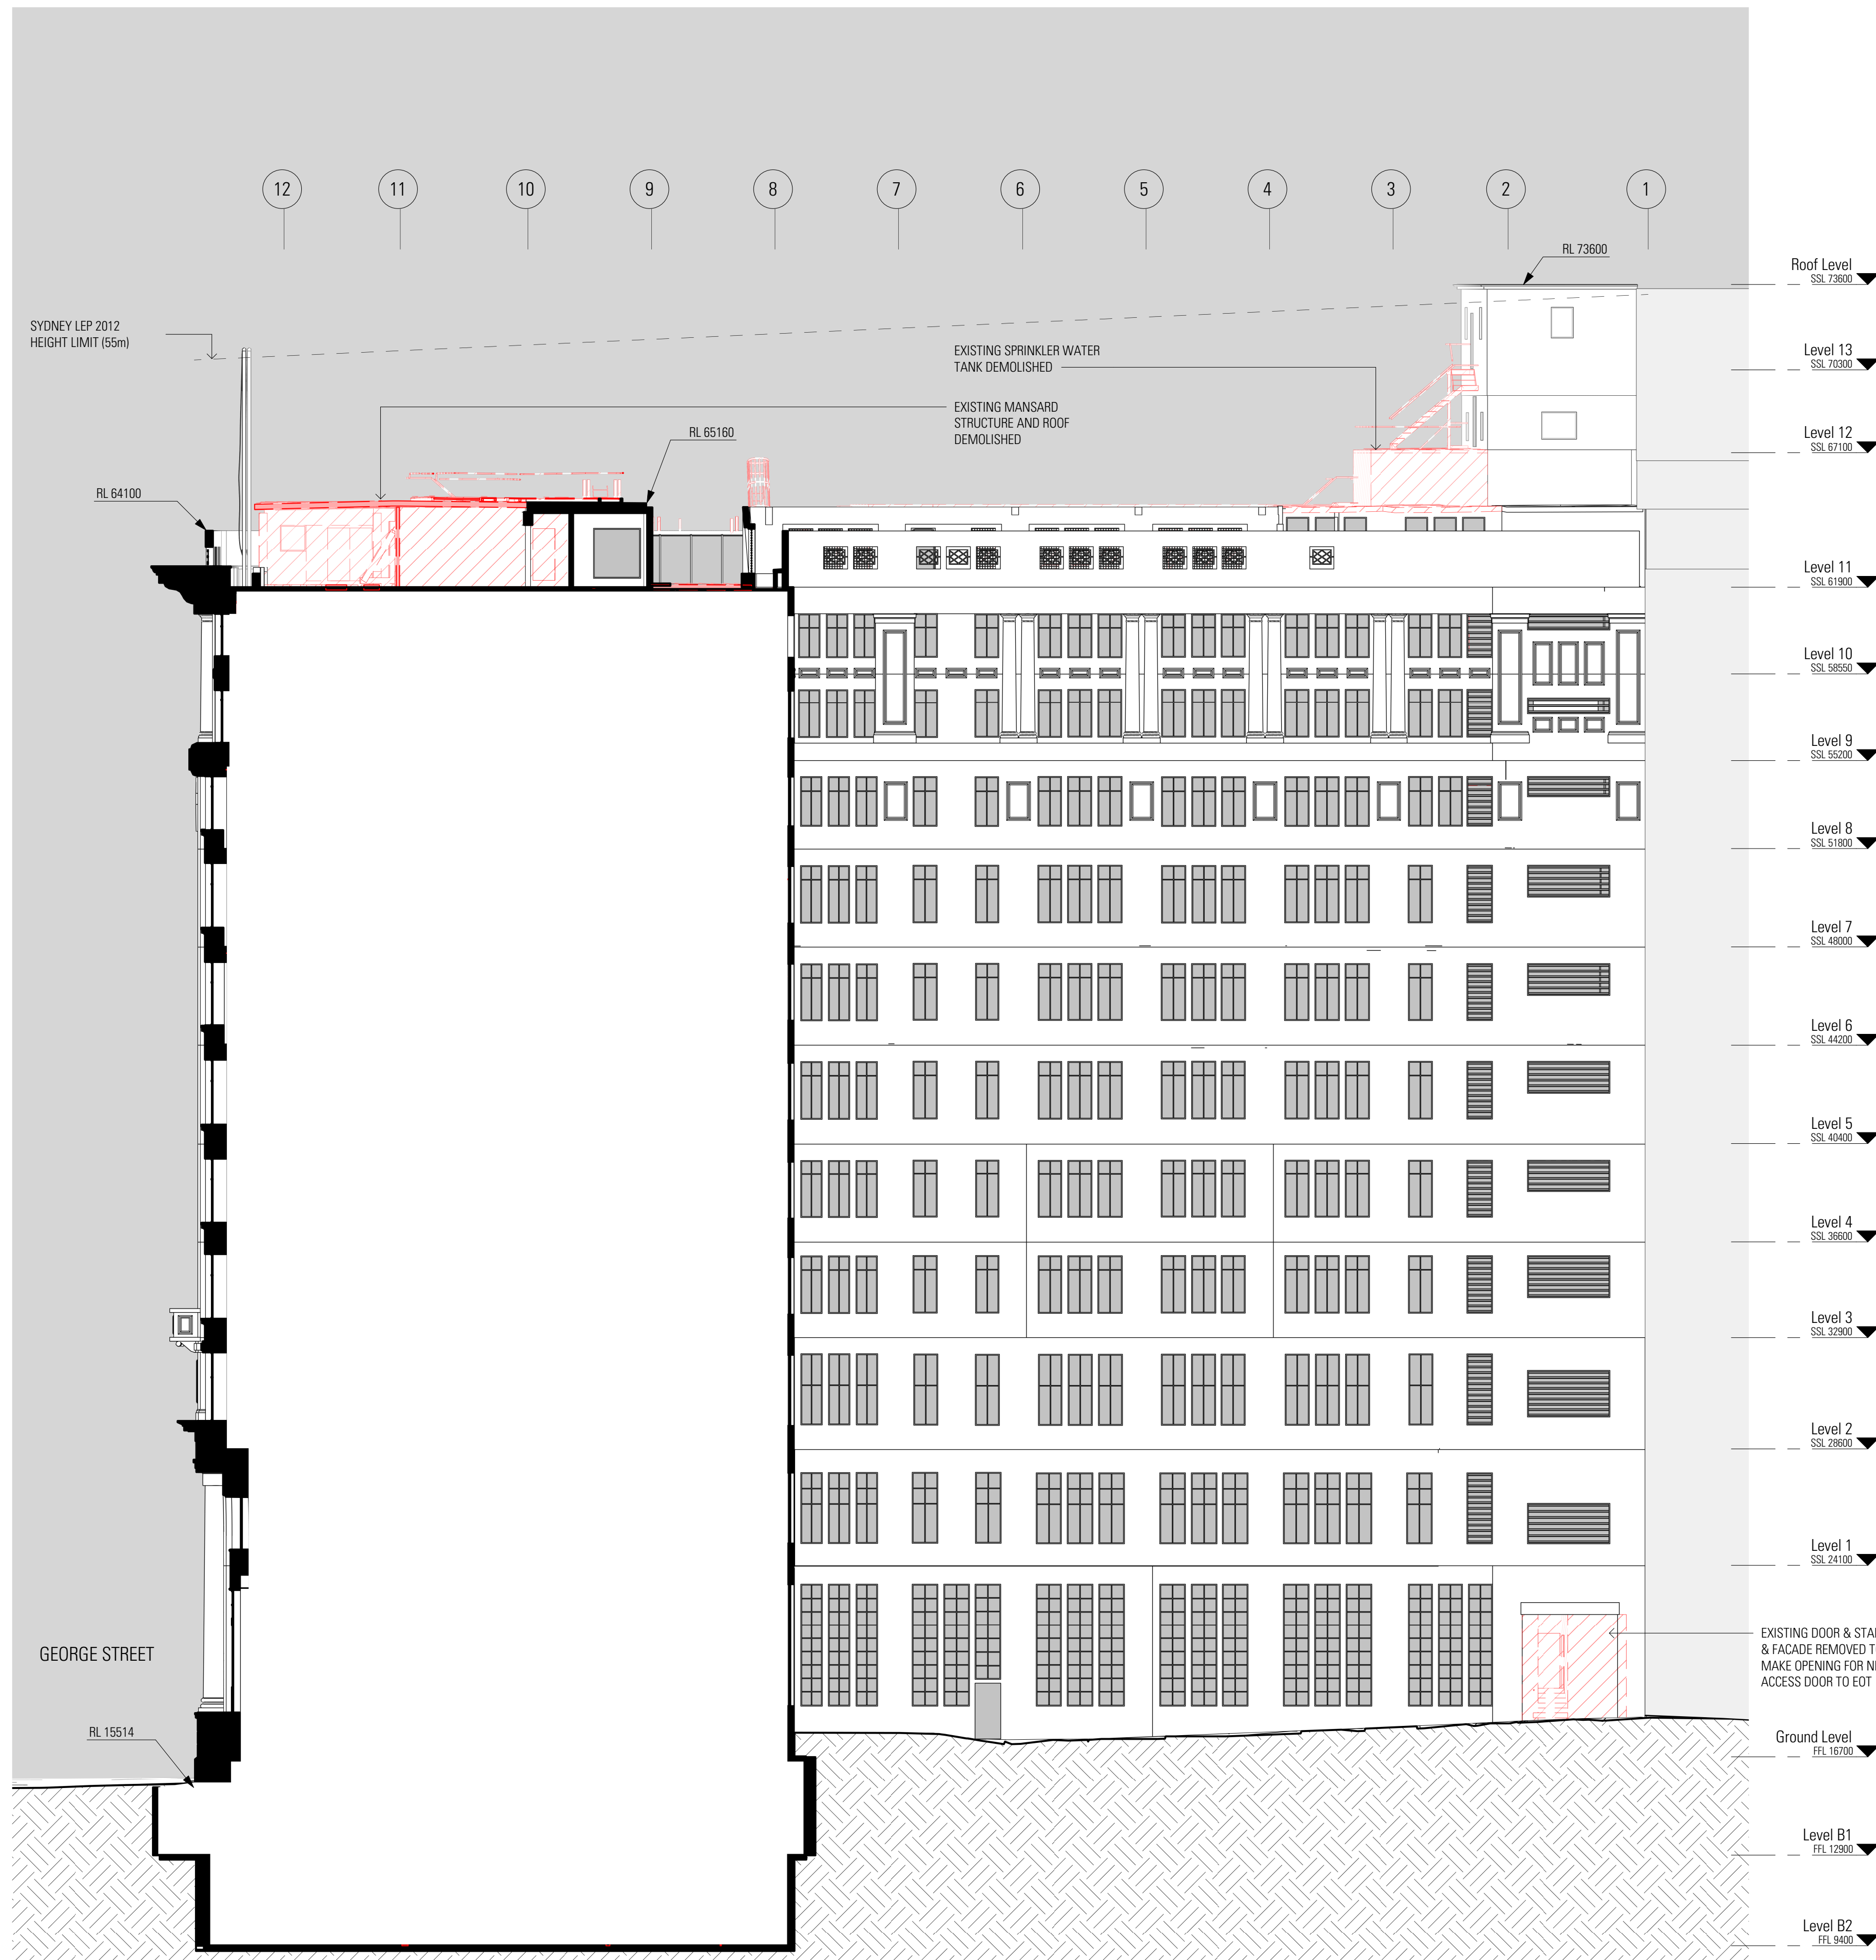 12
11
10
9
8
7
6
5
4
3
2
1
RL 73600
Roof Level
SSL 73600
SYDNEY LEP 2012
HEIGHT LIMIT (55m)
EXISTING SPRINKLER WATER
TANK DEMOLISHED
Level 13
SSL 70300
EXISTING MANSARD
STRUCTURE AND ROOF
DEMOLISHED
RL 65160
Level 12
SSL 67100
RL 64100
Level 11
SSL 61900
Level 10
SSL 58550
Level 9
SSL 55200
Level 8
SSL 51800
Level 7
SSL 48000
Level 6
SSL 44200
Level 5
SSL 40400
Level 4
SSL 36600
Level 3
SSL 32900
Level 2
SSL 28600
Level 1
SSL 24100
GEORGE STREET
EXISTING DOOR &
& FACADE REMOVED
MAKE OPENING FOR
ACCESS DOOR TO EOT
RL 15514
Ground Level
FFL 16700
Level B1
FFL 12900
Level B2
FFL 9400